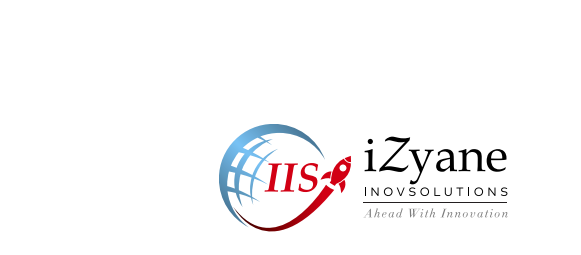 IIS
iZyane
INOVSOLUTIONS
Ahead With Innovation